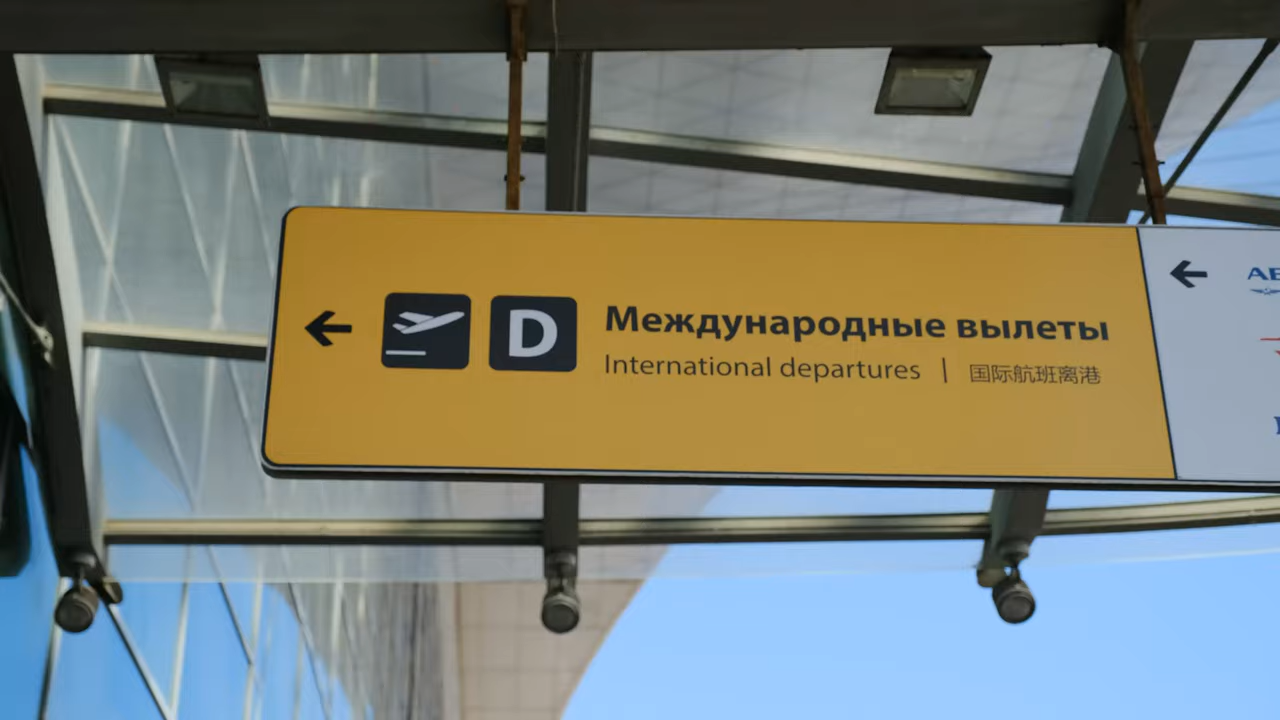 D
Международные вылеты
International departures | 国际航班离港